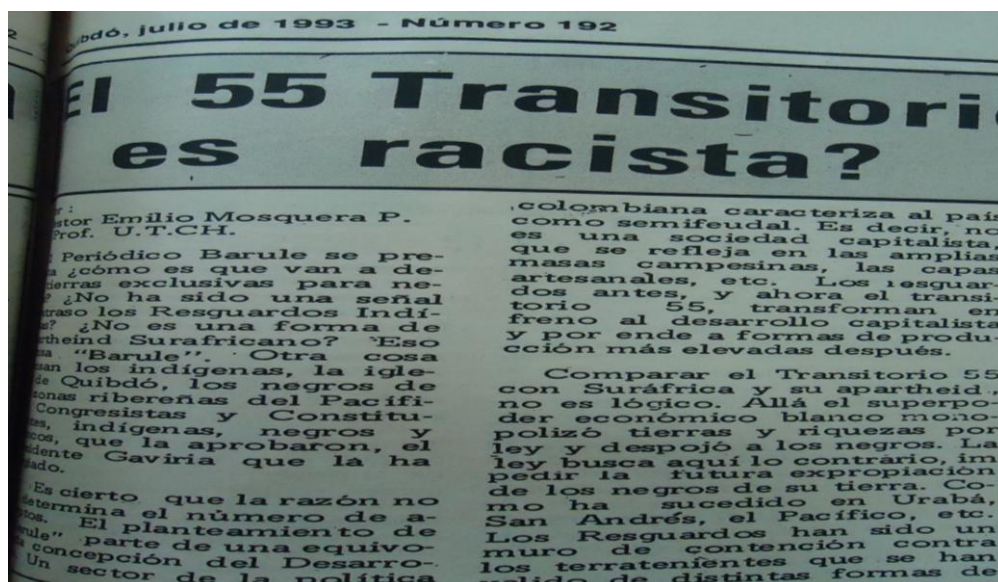 julio de 1993 - Número 192
El 55 Transitori
es racista?
Emilio Mosquera P.
Prof. U.T.CH.
Periódico Barule se pre-
¿cómo es que van a de-
tierras exclusivas para ne-
¿No ha sido una señal
los Resguardos Indí-
¿No es una forma de
Surafricano? "Eso
"Barule". Otra cosa
los indígenas, la igle-
de Quibdó, los negros de
zonas ribereñas del Pacífi-
Congresistas y Constitu-
indígenas, negros y
que la aprobaron, el
Gaviria que la ha
Es cierto que la razón no
determina el número de a-
El planteamiento de
parte de una equivo-
concepción del Desarro-
Un sector de la política
colombiana caracteriza al país
como semifeudal. Es decir, no
es una sociedad capitalista,
que se refleja en las amplias
masas campesinas, las capas
artesanales, etc. Los resguar-
dos antes, y ahora el transi-
torio 55, transforman en
freno al desarrollo capitalista
y por ende a formas de produ-
cción más elevadas después.
Comparar el Transitorio 55
con Suráfrica y su apartheid
no es lógico. Allá el superpo-
der económico blanco mono-
polizó tierras y riquezas por
ley y despojó a los negros. La
ley busca aquí lo contrario, im
pedir la futura expropiación
de los negros de su tierra. Co-
mo ha sucedido en Urabá,
San Andrés, el Pacífico, etc.
Los Resguardos han sido un
muro de contención contra
los terratenientes que se han
valido de distintas formas de